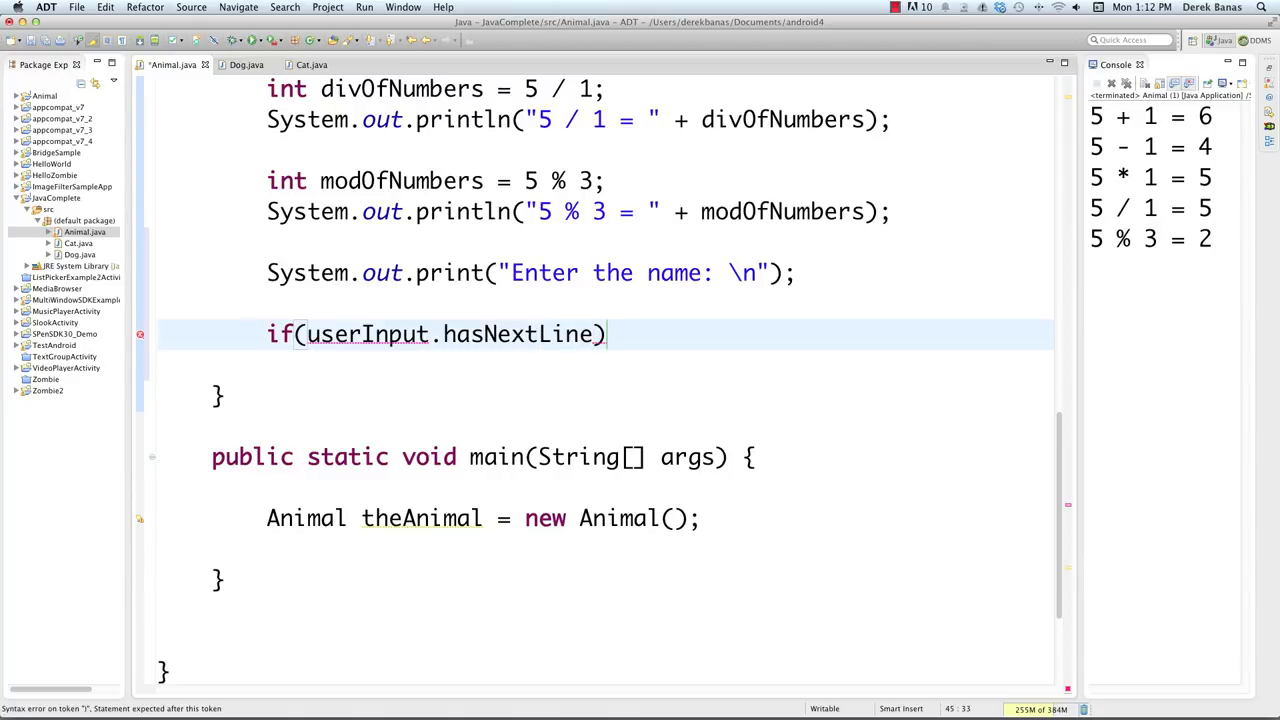 ADT File Edit Refactor Source Navigate Search Project Run Window Help 10 Mon 1:12 PM Derek Banas
Java - JavaComplete/src/Animal.java - ADT - /Users/derekbanas/Documents/android4
Quick Access Java DDMS
Package Exp
Animal
appcompat_v7
appcompat_v7_2
appcompat_v7_3
appcompat_v7_4
BridgeSample
HelloWorld
HelloZombie
ImageFilterSampleApp
JavaComplete
src
(default package)
Animal.java
Cat.java
Dog.java
JRE System Library [Ja
ListPickerExample2Activi
MediaBrowser
MultiWindowSDKExample
MusicPlayerActivity
SlookActivity
SPenSDK30_Demo
TestAndroid
TextGroupActivity
VideoPlayerActivity
Zombie
Zombie2
*Animal.java Dog.java Cat.java
int divOfNumbers = 5 / 1;
System.out.println("5 / 1 = " + divOfNumbers);
int modOfNumbers = 5 % 3;
System.out.println("5 % 3 = " + modOfNumbers);
System.out.print("Enter the name: \n");
if(userInput.hasNextLine)
}
public static void main(String[] args) {
Animal theAnimal = new Animal();
}
}
Console
<terminated> Animal (1) [Java Application] /S
5 + 1 = 6
5 - 1 = 4
5 * 1 = 5
5 / 1 = 5
5 % 3 = 2
Syntax error on token ")", Statement expected after this token Writable Smart Insert 45 : 33 255M of 384M